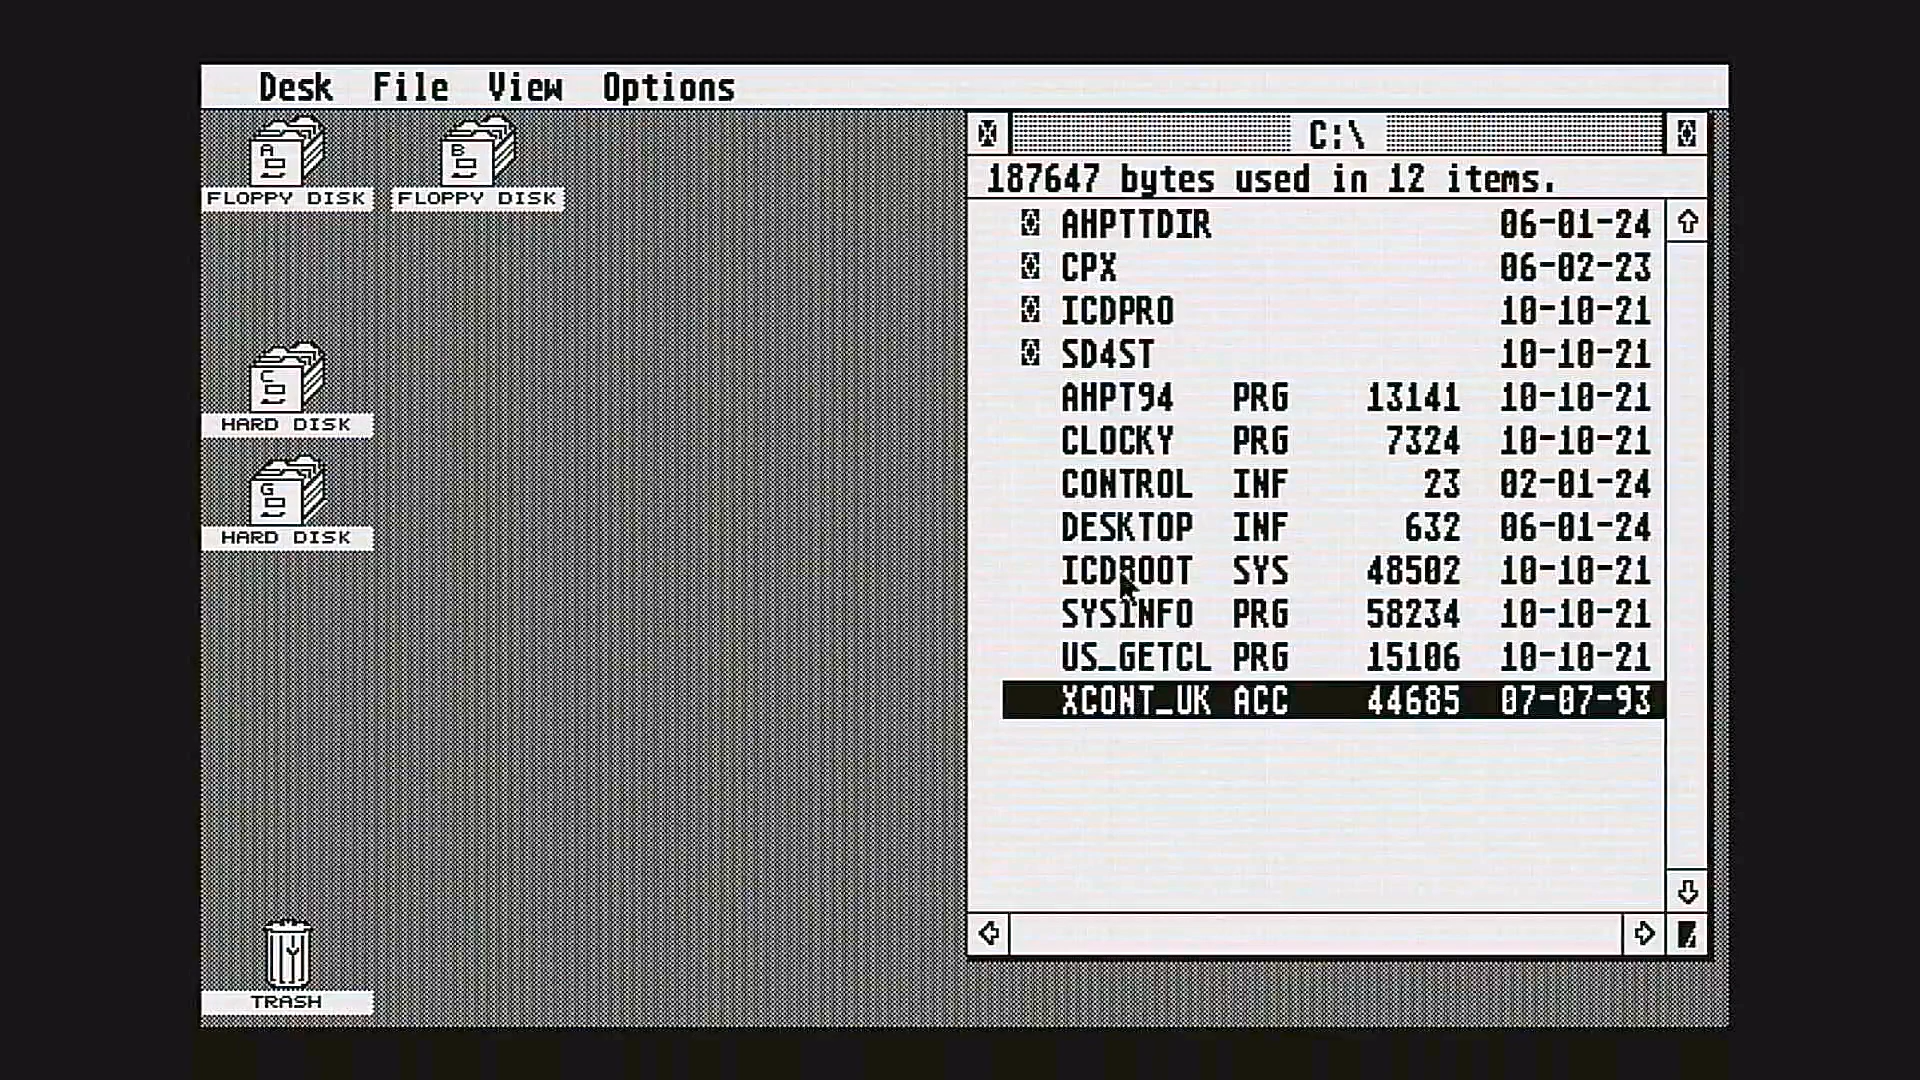 Desk File View Options
A
FLOPPY DISK
B
FLOPPY DISK
C
HARD DISK
G
HARD DISK
TRASH
C:\
187647 bytes used in 12 items.
AHPTTDIR 06-01-24
CPX 06-02-23
ICDPRO 10-10-21
SD4ST 10-10-21
AHPT94 PRG 13141 10-10-21
CLOCKY PRG 7324 10-10-21
CONTROL INF 23 02-01-24
DESKTOP INF 632 06-01-24
ICDBOOT SYS 48502 10-10-21
SYSINFO PRG 58234 10-10-21
US_GETCL PRG 15106 10-10-21
XCONT_UK ACC 44685 07-07-93